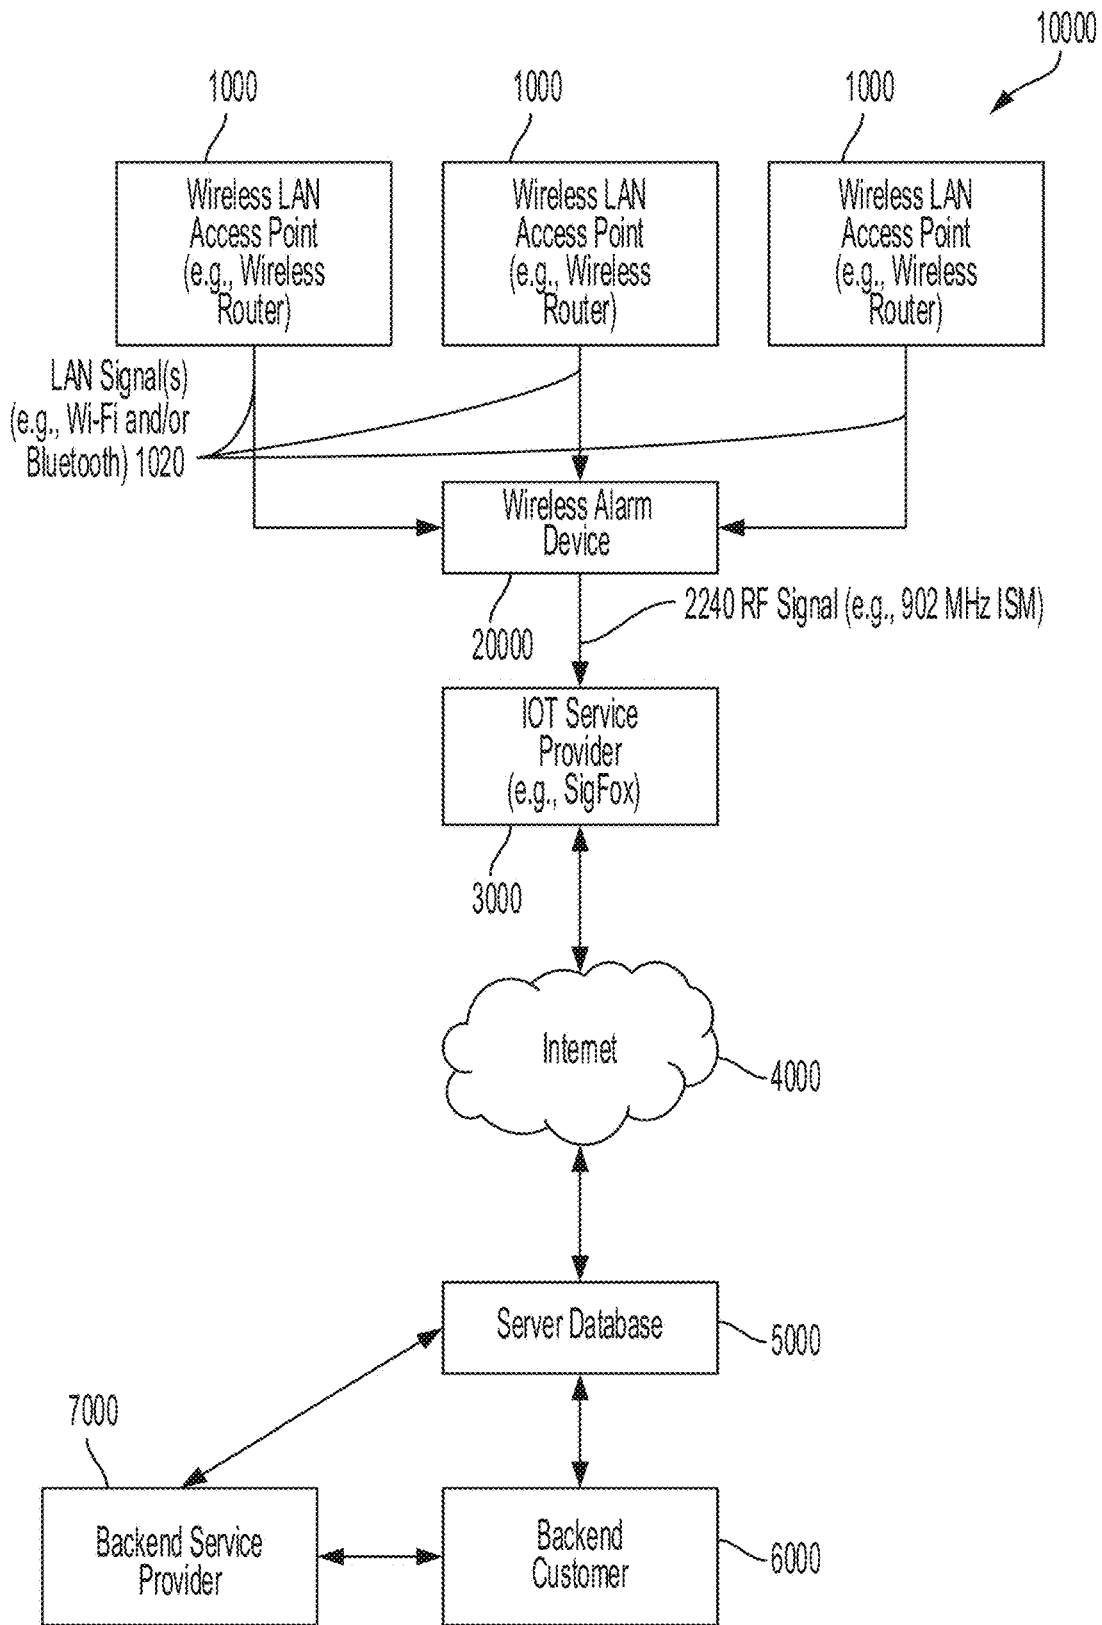 10000
1000
1000
1000
Wireless LAN
Access Point
(e.g., Wireless
Router)
Wireless LAN
Access Point
(e.g., Wireless
Router)
Wireless LAN
Access Point
(e.g., Wireless
Router)
LAN Signal(s)
(e.g., Wi-Fi and/or
Bluetooth) 1020
Wireless Alarm
Device
20000
2240 RF Signal (e.g., 902 MHz ISM)
IOT Service
Provider
(e.g., SigFox)
3000
Internet
4000
Server Database
5000
7000
Backend Service
Provider
Backend
Customer
6000